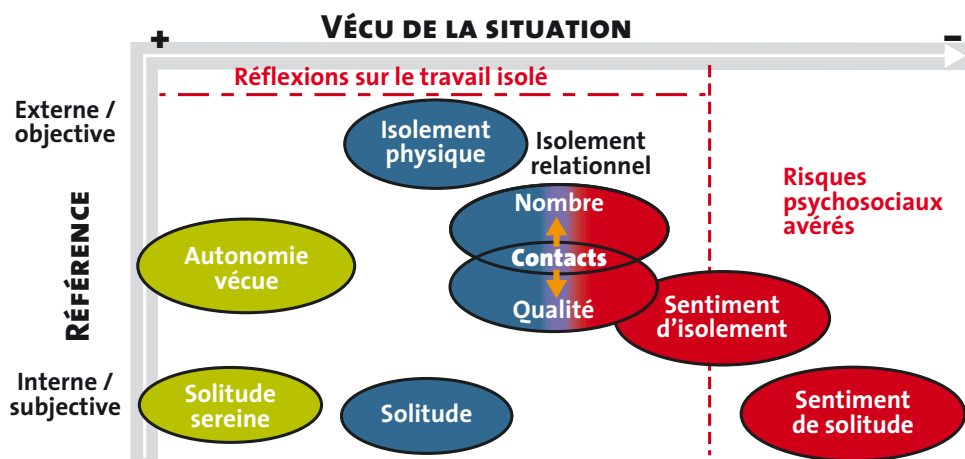 VÉCU DE LA SITUATION
+
–
Réflexions sur le travail isolé
Externe /
objective
Isolement
physique
Isolement
relationnel
Nombre
Contacts
Qualité
Risques
psychosociaux
avérés
RÉFÉRENCE
Autonomie
vécue
Sentiment
d'isolement
Interne /
subjective
Solitude
sereine
Solitude
Sentiment
de solitude